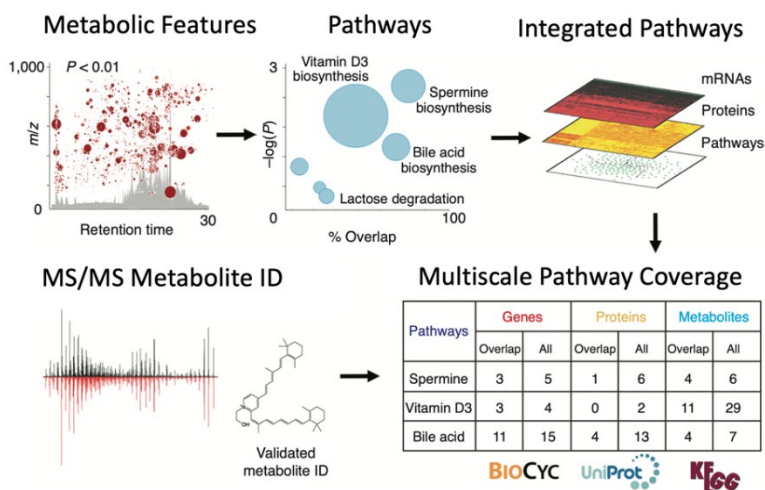 Metabolic Features
Pathways
Integrated Pathways
1,000
P < 0.01
m/z
0
30
Retention time
3
Vitamin D3
biosynthesis
Spermine
biosynthesis
Bile acid
biosynthesis
Lactose degradation
–log(P)
0
100
% Overlap
mRNAs
Proteins
Pathways
MS/MS Metabolite ID
OH
Validated
metabolite ID
Multiscale Pathway Coverage
Pathways Genes Proteins Metabolites
Overlap All Overlap All Overlap All
Spermine 3 5 1 6 4 6
Vitamin D3 3 4 0 2 11 29
Bile acid 11 15 4 13 4 7
BIOCYC UniProt KEGG